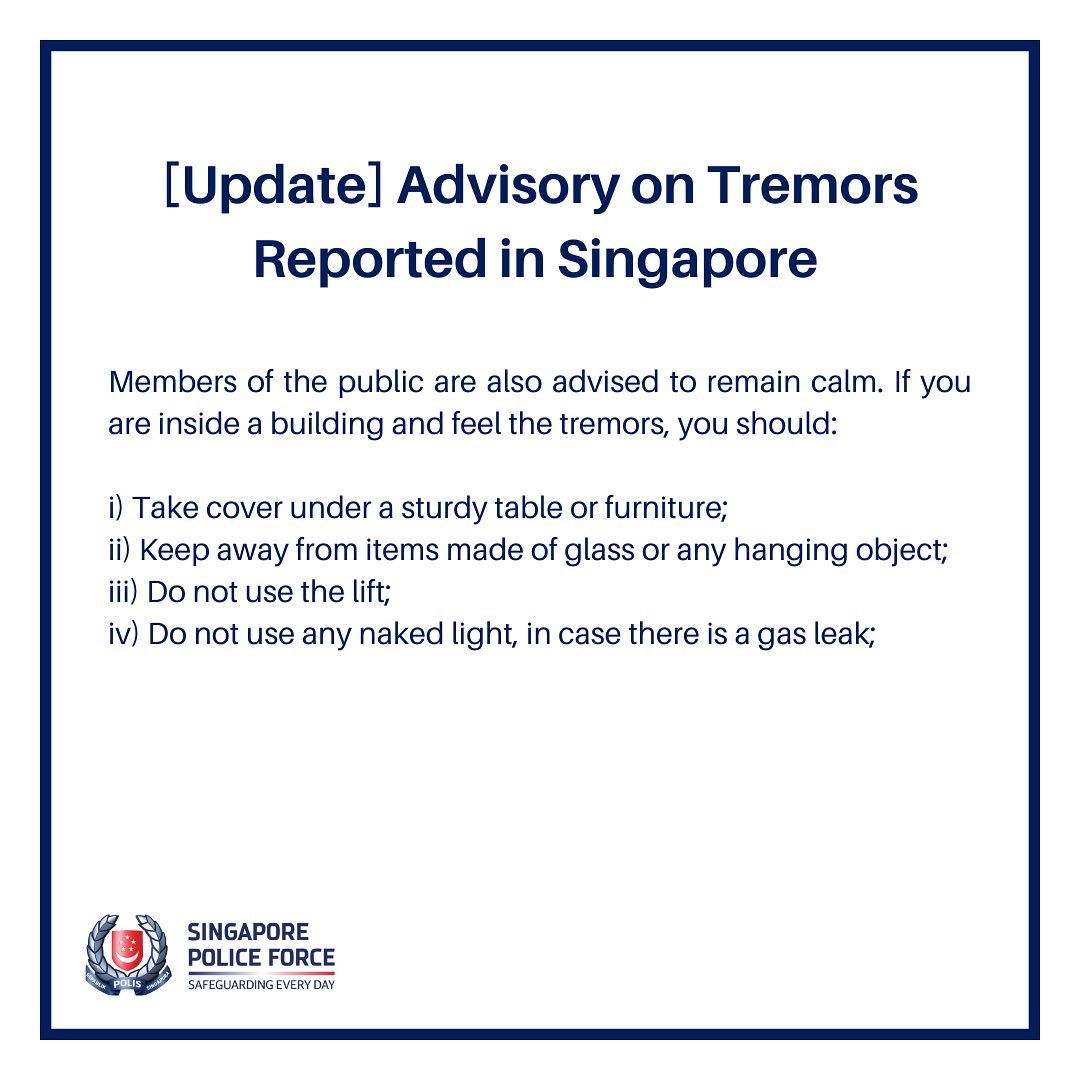 [Update] Advisory on Tremors
Reported in Singapore
Members of the public are also advised to remain calm. If you
are inside a building and feel the tremors, you should:
i) Take cover under a sturdy table or furniture;
ii) Keep away from items made of glass or any hanging object;
iii) Do not use the lift;
iv) Do not use any naked light, in case there is a gas leak;
SINGAPORE
POLICE FORCE
SAFEGUARDING EVERY DAY
REPUBLIK POLIS SINGAPURA